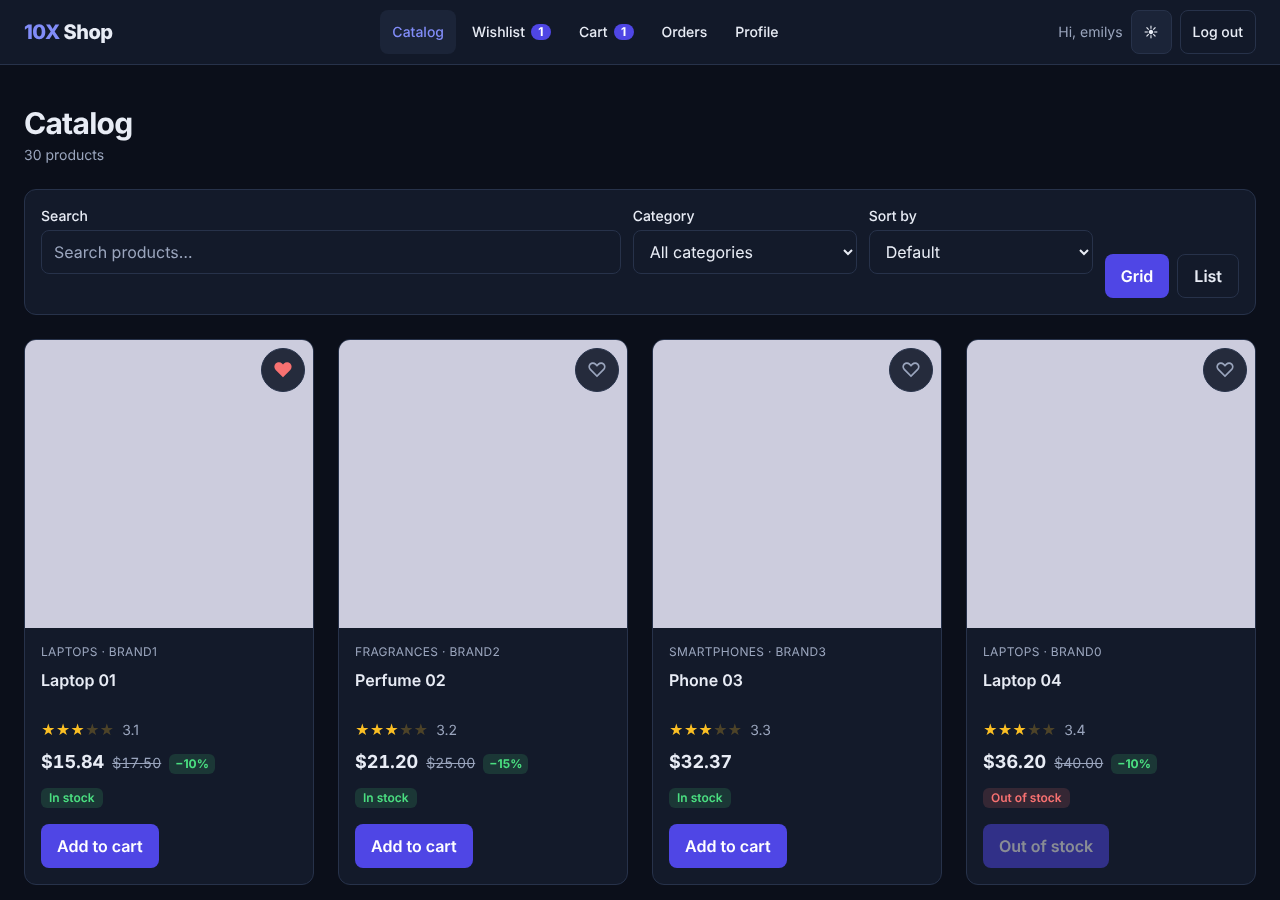 10X Shop
Catalog
Wishlist 1
Cart 1
Orders
Profile
Hi, emilys
Log out
Catalog
30 products
Search
Category
Sort by
Search products...
All categories
Default
Grid
List
LAPTOPS · BRAND1
Laptop 01
★★★★★ 3.1
$15.84 $17.50 −10%
In stock
Add to cart
FRAGRANCES · BRAND2
Perfume 02
★★★★★ 3.2
$21.20 $25.00 −15%
In stock
Add to cart
SMARTPHONES · BRAND3
Phone 03
★★★★★ 3.3
$32.37
In stock
Add to cart
LAPTOPS · BRAND0
Laptop 04
★★★★★ 3.4
$36.20 $40.00 −10%
Out of stock
Out of stock